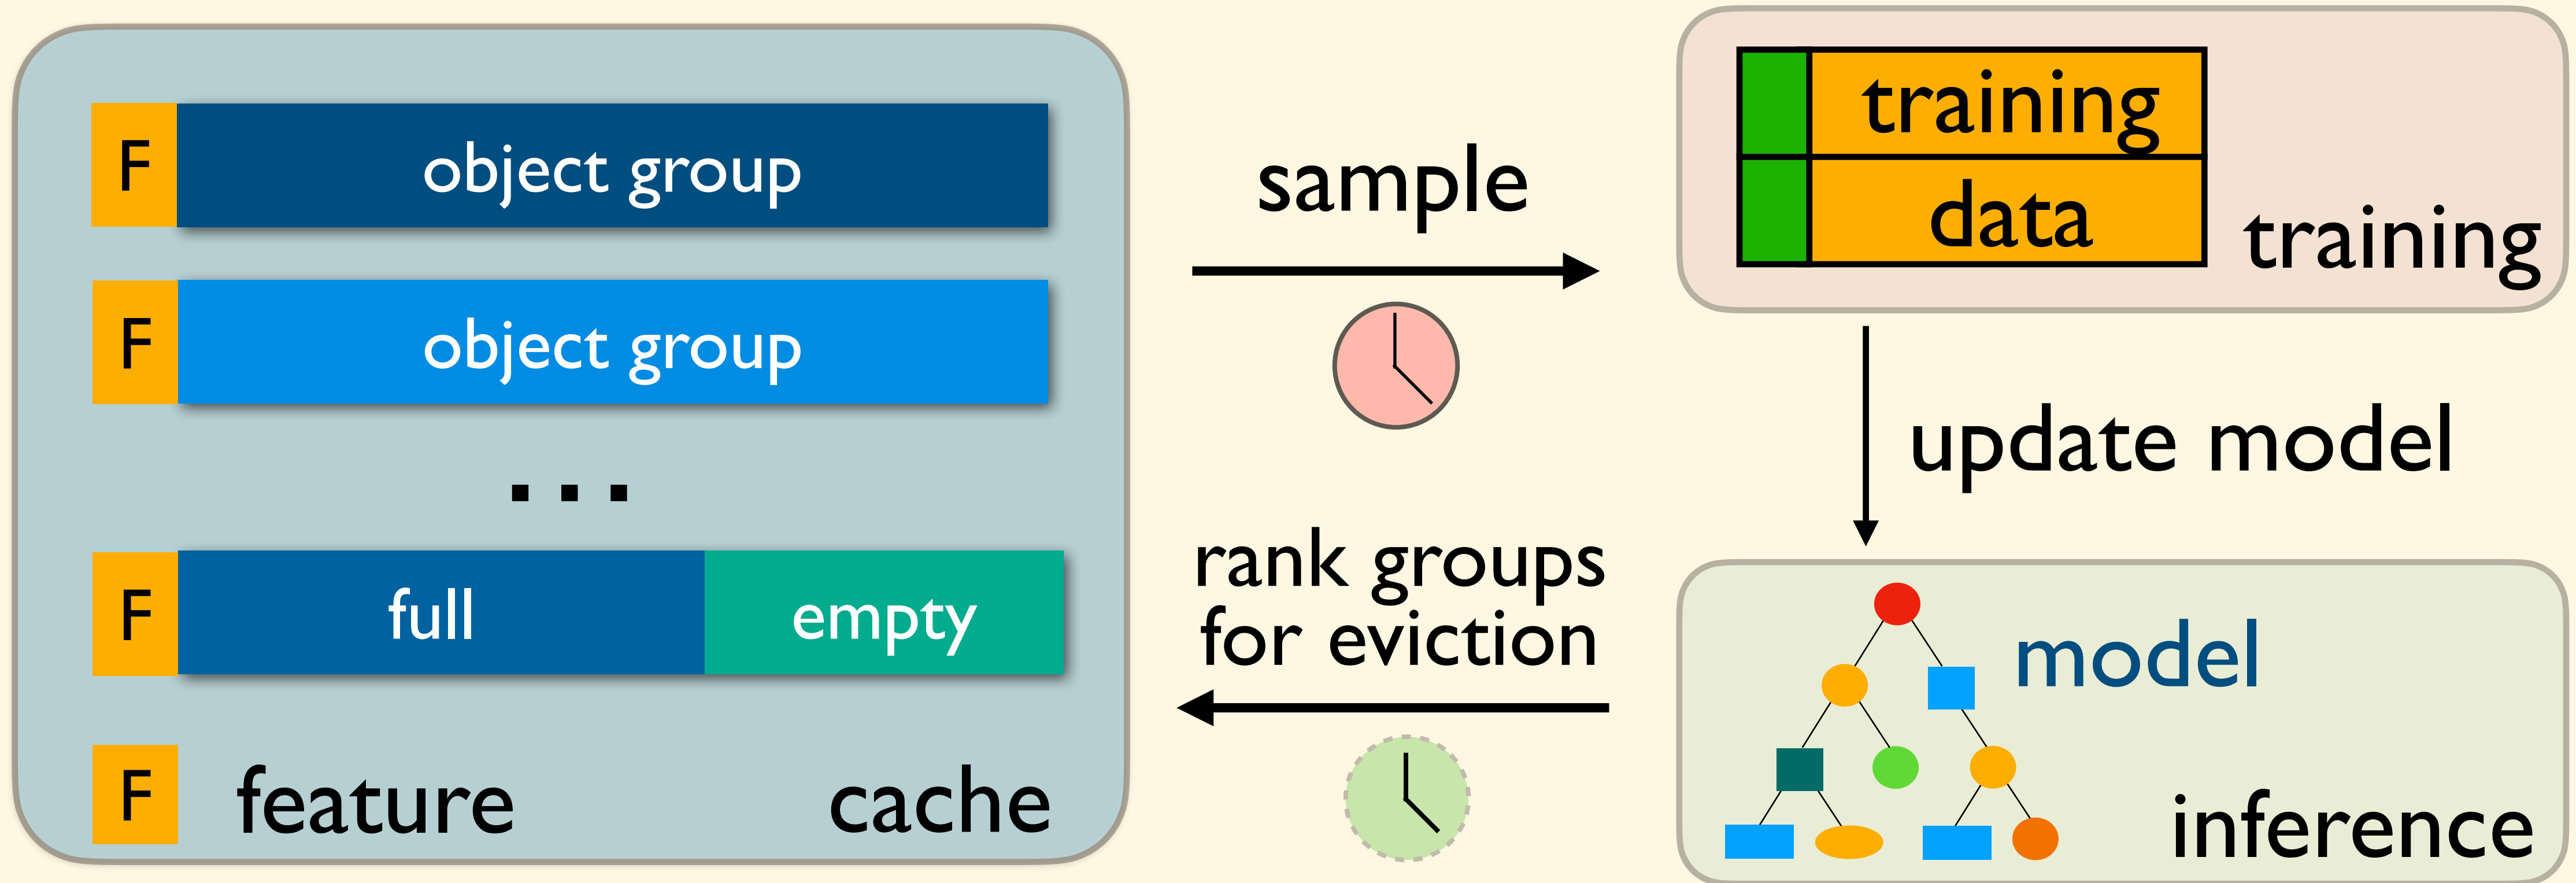 F object group
F object group
...
F full empty
F feature cache
sample
rank groups
for eviction
training
data
training
update model
model
inference